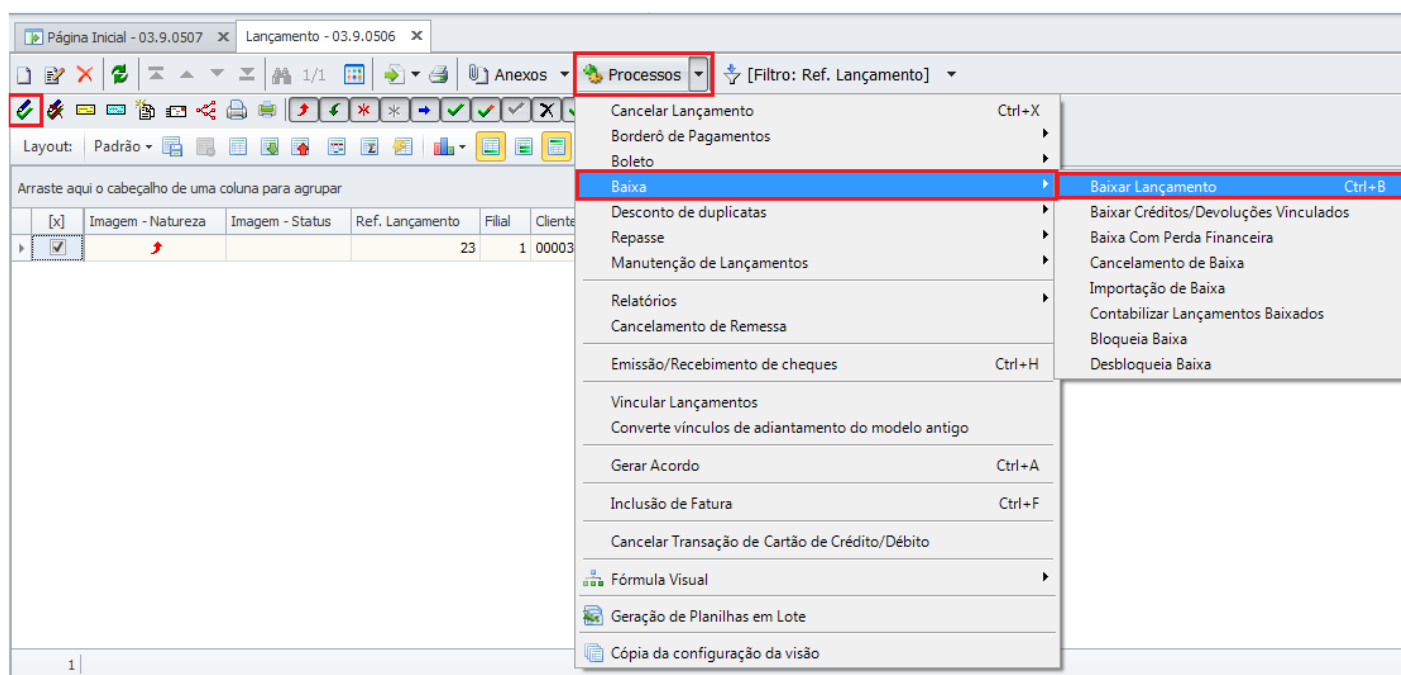 Página Inicial - 03.9.0507 Lançamento - 03.9.0506
1/1 Anexos Processos [Filtro: Ref. Lançamento]
Layout: Padrão
Arraste aqui o cabeçalho de uma coluna para agrupar
[x] Imagem - Natureza Imagem - Status Ref. Lançamento Filial Cliente
23 1 00003
1
Cancelar Lançamento Ctrl+X
Borderô de Pagamentos
Boleto
Baixa
Desconto de duplicatas
Repasse
Manutenção de Lançamentos
Relatórios
Cancelamento de Remessa
Emissão/Recebimento de cheques Ctrl+H
Vincular Lançamentos
Converte vínculos de adiantamento do modelo antigo
Gerar Acordo Ctrl+A
Inclusão de Fatura Ctrl+F
Cancelar Transação de Cartão de Crédito/Débito
Fórmula Visual
Geração de Planilhas em Lote
Cópia da configuração da visão
Baixar Lançamento Ctrl+B
Baixar Créditos/Devoluções Vinculados
Baixa Com Perda Financeira
Cancelamento de Baixa
Importação de Baixa
Contabilizar Lançamentos Baixados
Bloqueia Baixa
Desbloqueia Baixa